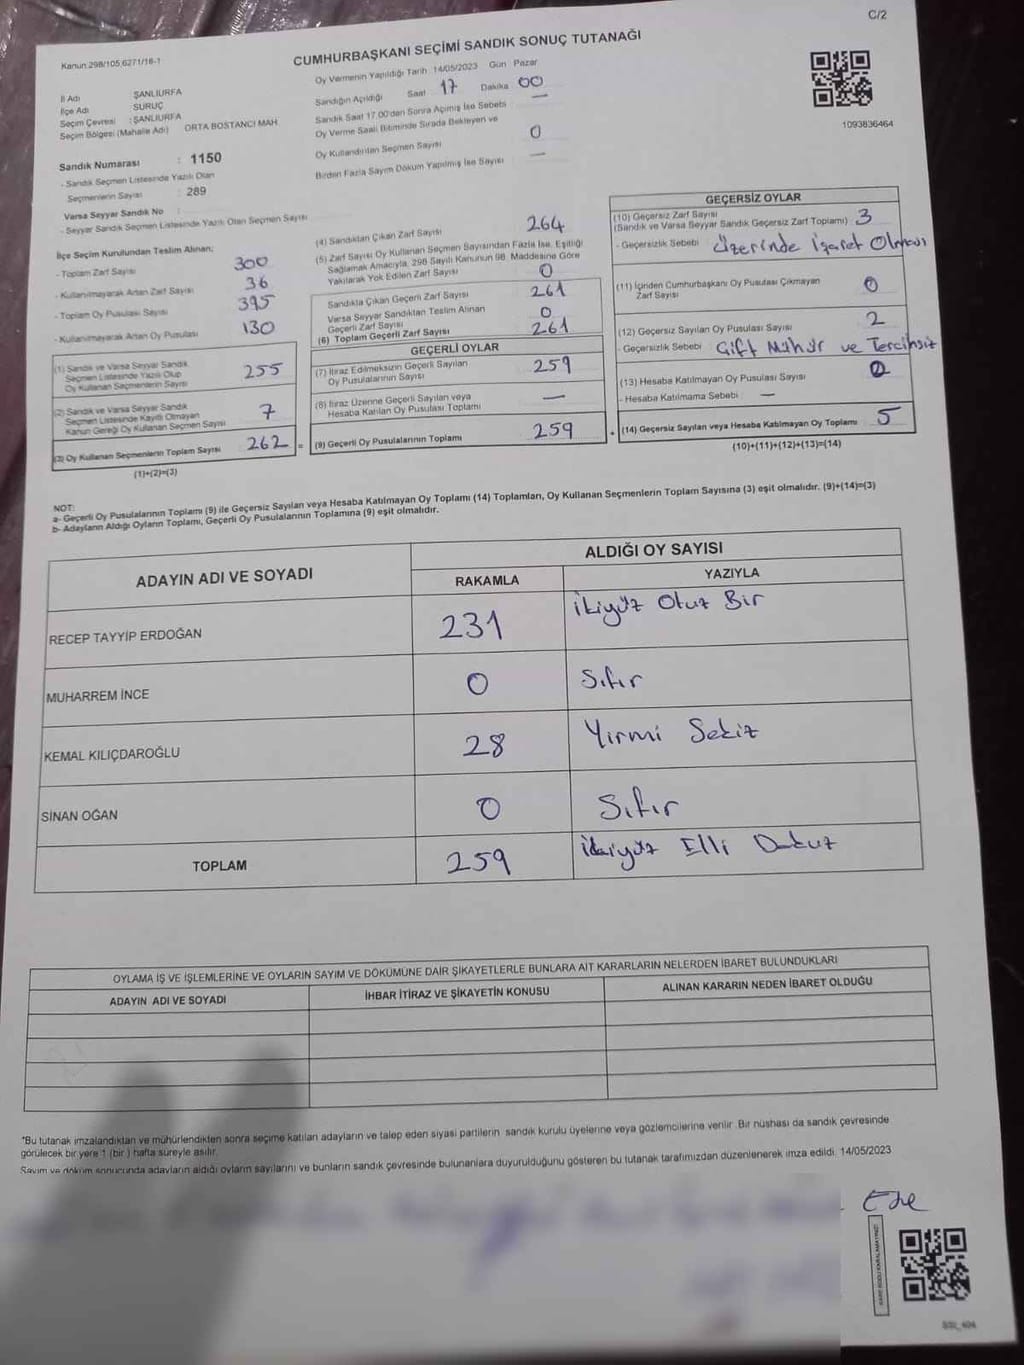 C/2
Kanun:298/105,6271/18-1
CUMHURBAŞKANI SEÇİMİ SANDIK SONUÇ TUTANAĞI
Oy Vermenin Yapıldığı Tarih :14/05/2023 Gün Pazar
İl Adı ŞANLIURFA
İlçe Adı SURUÇ
Seçim Çevresi :ŞANLIURFA
Seçim Bölgesi (Mahalle Adı) ORTA BOSTANCI MAH.
Sandığın Açıldığı Saat 17 Dakika 00
Sandık Saat 17.00'den Sonra Açımış İse Sebebi —
Oy Verme Saati Bitiminde Sırada Bekleyen ve
Oy Kullandırılan Seçmen Sayısı 0
Birden Fazla Sayım Döküm Yapılmış İse Sayısı —
1093836464
Sandık Numarası : 1150
- Sandık Seçmen Listesinde Yazılı Olan
Seçmenlerin Sayısı : 289
Varsa Seyyar Sandık No :
- Seyyar Sandık Seçmen Listesinde Yazılı Olan Seçmen Sayısı
İlçe Seçim Kurulundan Teslim Alınan;
- Toplam Zarf Sayısı 300
- Kullanılmayarak Artan Zarf Sayısı 36
- Toplam Oy Pusulası Sayısı 395
- Kullanılmayarak Artan Oy Pusulası 130
(1) Sandık ve Varsa Seyyar Sandık
Seçmen Listesinde Yazılı Olup
Oy Kullanan Seçmenlerin Sayısı 255
(2) Sandık ve Varsa Seyyar Sandık
Seçmen Listesinde Kayıtlı Olmayan
Kanun Gereği Oy Kullanan Seçmen Sayısı 7
(3) Oy Kullanan Seçmenlerin Toplam Sayısı 262 =
(1)+(2)=(3)
(4) Sandıktan Çıkan Zarf Sayısı 264
(5) Zarf Sayısı Oy Kullanan Seçmen Sayısından Fazla İse, Eşitliği
Sağlamak Amacıyla, 298 Sayılı Kanunun 98. Maddesine Göre
Yakılarak Yok Edilen Zarf Sayısı 0
Sandıkta Çıkan Geçerli Zarf Sayısı 261
Varsa Seyyar Sandıktan Teslim Alınan
Geçerli Zarf Sayısı 0
(6) Toplam Geçerli Zarf Sayısı 261
GEÇERLİ OYLAR
(7) İtiraz Edilmeksizin Geçerli Sayılan
Oy Pusulalarının Sayısı 259
(8) İtiraz Üzerine Geçerli Sayılan veya
Hesaba Katılan Oy Pusulası Toplamı —
(9) Geçerli Oy Pusulalarının Toplamı 259 +
GEÇERSİZ OYLAR
(10) Geçersiz Zarf Sayısı
(Sandık ve Varsa Seyyar Sandık Geçersiz Zarf Toplamı) 3
- Geçersizlik Sebebi Üzerinde İşaret Olması
(11) İçinden Cumhurbaşkanı Oy Pusulası Çıkmayan
Zarf Sayısı 0
(12) Geçersiz Sayılan Oy Pusulası Sayısı 2
- Geçersizlik Sebebi Çift Mühür ve Tercihsiz
(13) Hesaba Katılmayan Oy Pusulası Sayısı
- Hesaba Katılmama Sebebi —
(14) Geçersiz Sayılan veya Hesaba Katılmayan Oy Toplamı 5
(10)+(11)+(12)+(13)=(14)
NOT:
a- Geçerli Oy Pusulalarının Toplamı (9) ile Geçersiz Sayılan veya Hesaba Katılmayan Oy Toplamı (14) Toplamları, Oy Kullanan Seçmenlerin Toplam Sayısına (3) eşit olmalıdır. (9)+(14)=(3)
b- Adayların Aldığı Oyların Toplamı, Geçerli Oy Pusulalarının Toplamına (9) eşit olmalıdır.
ADAYIN ADI VE SOYADI
ALDIĞI OY SAYISI
RAKAMLA YAZIYLA
RECEP TAYYİP ERDOĞAN 231 İkiyüz Otuz Bir
MUHARREM İNCE 0 Sıfır
KEMAL KILIÇDAROĞLU 28 Yirmi Sekiz
SİNAN OĞAN 0 Sıfır
TOPLAM 259 İkiyüz Elli Dokuz
OYLAMA İŞ VE İŞLEMLERİNE VE OYLARIN SAYIM VE DÖKÜMÜNE DAİR ŞİKAYETLERLE BUNLARA AİT KARARLARIN NELERDEN İBARET BULUNDUKLARI
ADAYIN ADI VE SOYADI İHBAR İTİRAZ VE ŞİKAYETİN KONUSU ALINAN KARARIN NEDEN İBARET OLDUĞU
*Bu tutanak imzalandıktan ve mühürlendikten sonra seçime katılan adayların ve talep eden siyasi partilerin sandık kurulu üyelerine veya gözlemcilerine verilir. Bir nüshası da sandık çevresinde
görülecek bir yere 1 (bir) hafta süreyle asılır.
Sayım ve döküm sonucunda adayların aldığı oyların sayılarını ve bunların sandık çevresinde bulunanlara duyurulduğunu gösteren bu tutanak tarafımızdan düzenlenerek imza edildi. 14/05/2023